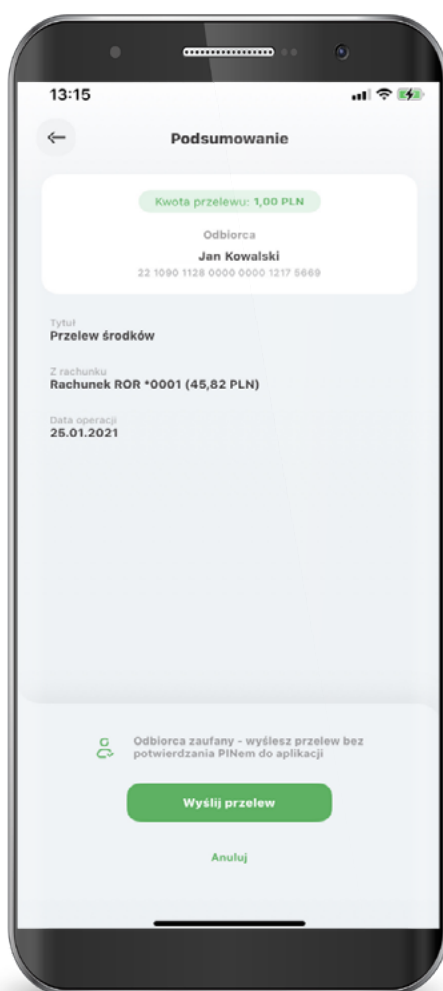 13:15
Podsumowanie
Kwota przelewu: 1,00 PLN
Odbiorca
Jan Kowalski
22 1090 1128 0000 0000 1217 5669
Tytuł
Przelew środków
Z rachunku
Rachunek ROR *0001 (45,82 PLN)
Data operacji
25.01.2021
Odbiorca zaufany - wyślesz przelew bez
potwierdzania PINem do aplikacji
Wyślij przelew
Anuluj